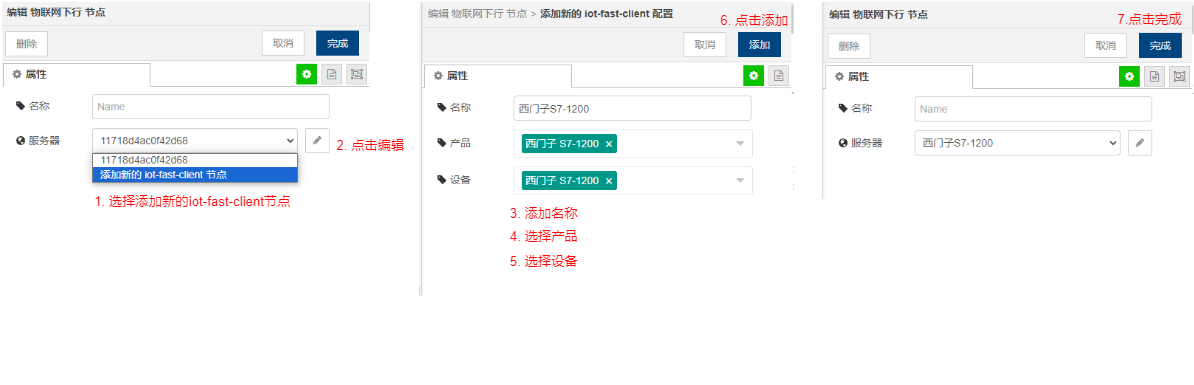 编辑 物联网下行 节点
删除
取消
完成
属性
名称
Name
服务器
11718d4ac0f42d68
11718d4ac0f42d68
添加新的 iot-fast-client 节点
2. 点击编辑
1. 选择添加新的iot-fast-client节点
编辑 物联网下行 节点 > 添加新的 iot-fast-client 配置
6. 点击添加
取消
添加
属性
名称
西门子S7-1200
产品
西门子 S7-1200 ×
设备
西门子 S7-1200 ×
3. 添加名称
4. 选择产品
5. 选择设备
编辑 物联网下行 节点
7.点击完成
删除
取消
完成
属性
名称
Name
服务器
西门子S7-1200